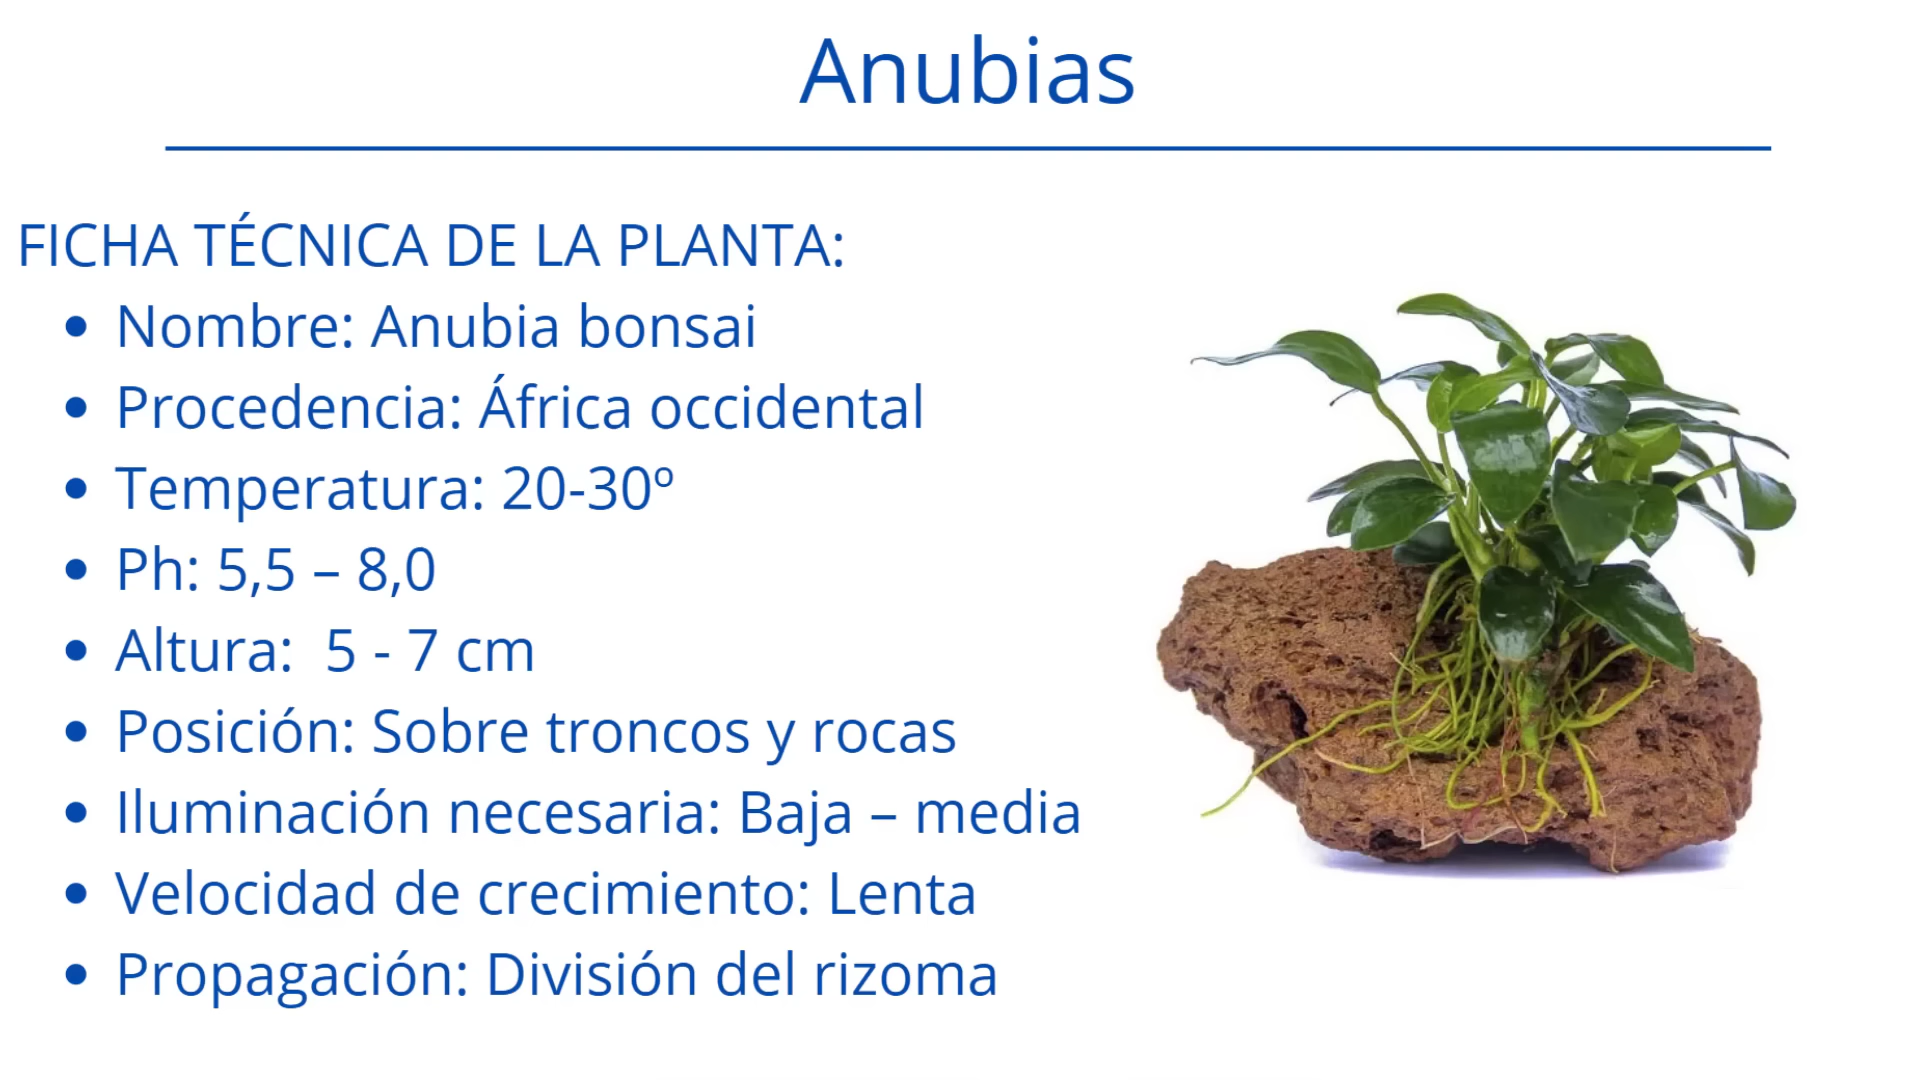 Anubias
FICHA TÉCNICA DE LA PLANTA:
• Nombre: Anubia bonsai
• Procedencia: África occidental
• Temperatura: 20-30º
• Ph: 5,5 – 8,0
• Altura:  5 - 7 cm
• Posición: Sobre troncos y rocas
• Iluminación necesaria: Baja – media
• Velocidad de crecimiento: Lenta
• Propagación: División del rizoma